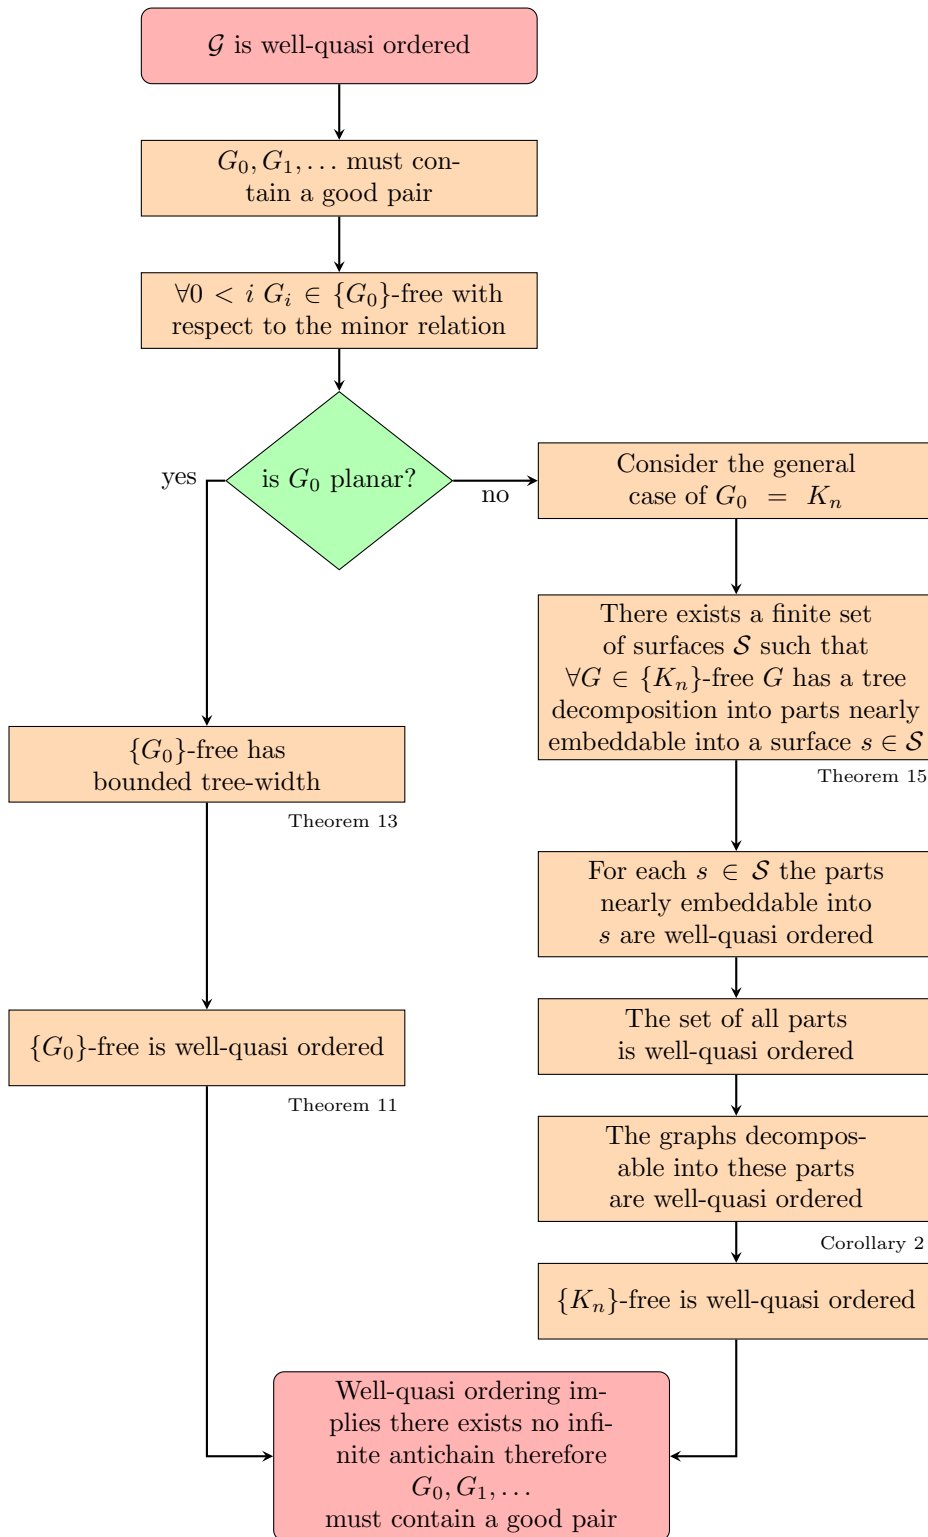 𝒢 is well-quasi ordered
G₀, G₁, … must con-
tain a good pair
∀0 < i Gᵢ ∈ {G₀}-free with
respect to the minor relation
is G₀ planar?
yes
no
{G₀}-free has
bounded tree-width
Theorem 13
{G₀}-free is well-quasi ordered
Theorem 11
Consider the general
case of G₀ = Kₙ
There exists a finite set
of surfaces 𝒮 such that
∀G ∈ {Kₙ}-free G has a tree
decomposition into parts nearly
embeddable into a surface s ∈ 𝒮
Theorem 15
For each s ∈ 𝒮 the parts
nearly embeddable into
s are well-quasi ordered
The set of all parts
is well-quasi ordered
The graphs decompos-
able into these parts
are well-quasi ordered
Corollary 2
{Kₙ}-free is well-quasi ordered
Well-quasi ordering im-
plies there exists no infi-
nite antichain therefore
G₀, G₁, …
must contain a good pair